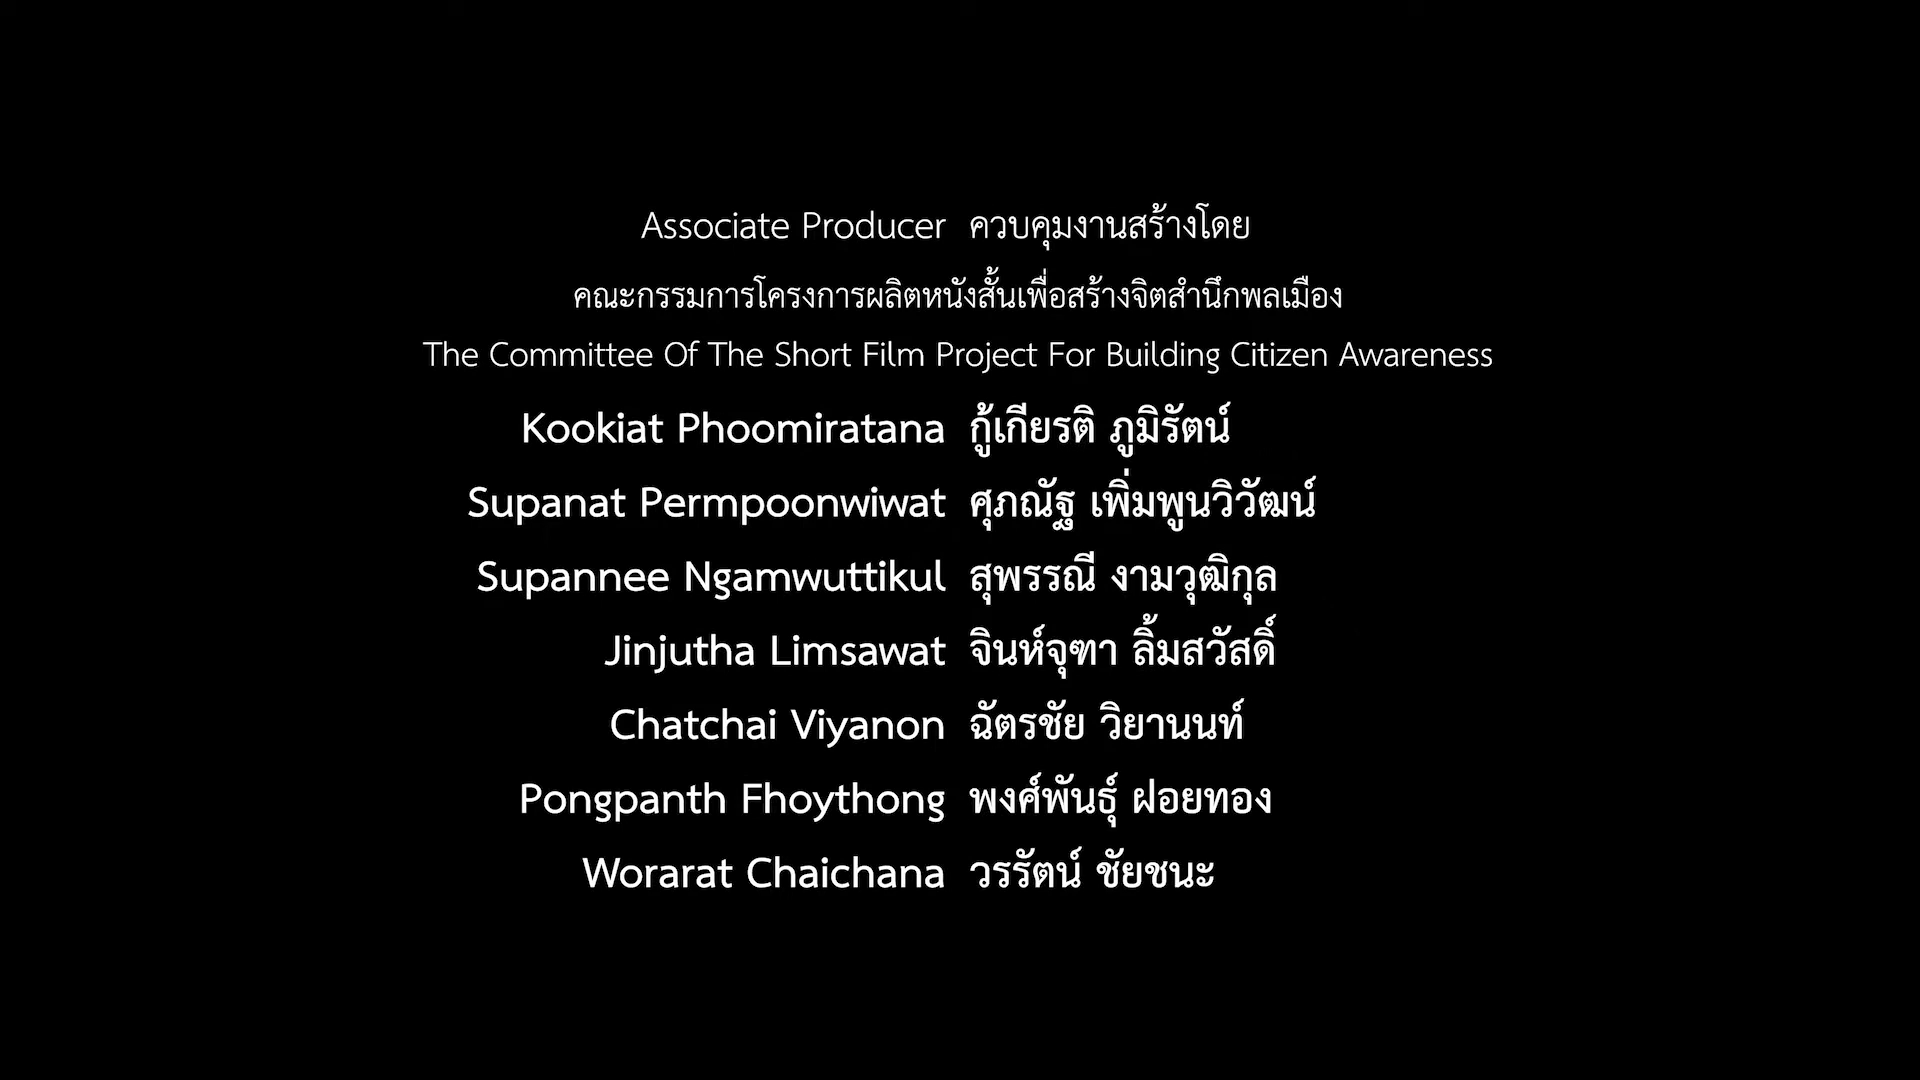 Associate Producer ควบคุมงานสร้างโดย
คณะกรรมการโครงการผลิตหนังสั้นเพื่อสร้างจิตสำนึกพลเมือง
The Committee Of The Short Film Project For Building Citizen Awareness
Kookiat Phoomiratana กู้เกียรติ ภูมิรัตน์
Supanat Permpoonwiwat ศุภณัฐ เพิ่มพูนวิวัฒน์
Supannee Ngamwuttikul สุพรรณี งามวุฒิกุล
Jinjutha Limsawat จินห์จุฑา ลิ้มสวัสดิ์
Chatchai Viyanon ฉัตรชัย วิยานนท์
Pongpanth Fhoythong พงศ์พันธุ์ ฝอยทอง
Worarat Chaichana วรรัตน์ ชัยชนะ